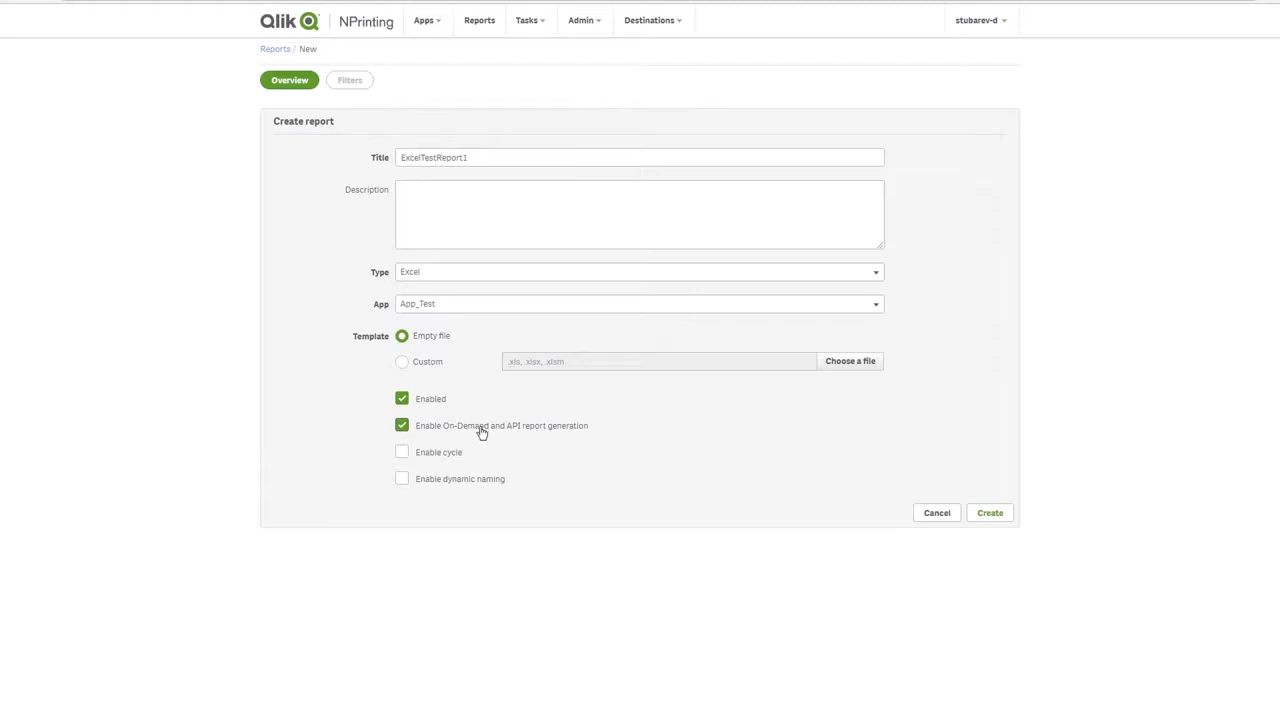 Qlik NPrinting Apps Reports Tasks Admin Destinations stubarev-d
Reports / New
Overview Filters
Create report
Title ExcelTestReport1
Description
Type Excel
App App_Test
Template Empty file
Custom .xls, .xlsx, .xlsm Choose a file
Enabled
Enable On-Demand and API report generation
Enable cycle
Enable dynamic naming
Cancel Create